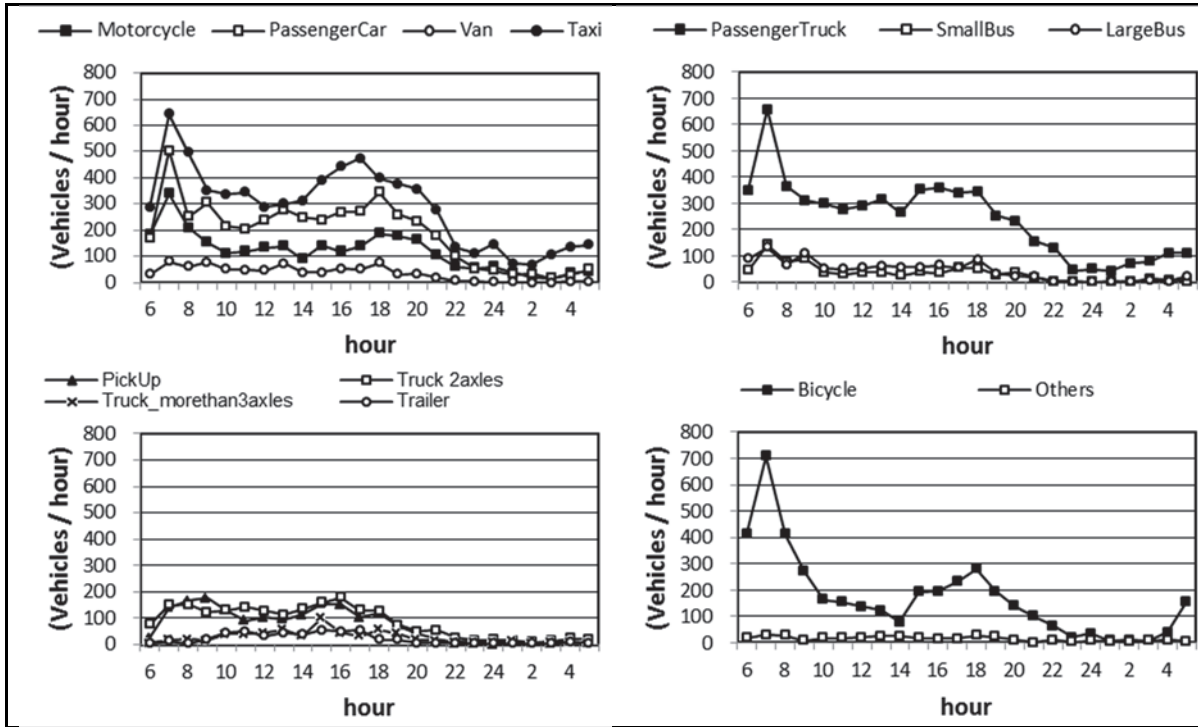 Motorcycle PassengerCar Van Taxi
800
700
600
500
400
300
200
100
0
(Vehicles / hour)
6 8 10 12 14 16 18 20 22 24 2 4
hour
PassengerTruck SmallBus LargeBus
800
700
600
500
400
300
200
100
0
(Vehicles / hour)
6 8 10 12 14 16 18 20 22 24 2 4
hour
PickUp Truck 2axles
Truck_morethan3axles Trailer
800
700
600
500
400
300
200
100
0
(Vehicles / hour)
6 8 10 12 14 16 18 20 22 24 2 4
hour
Bicycle Others
800
700
600
500
400
300
200
100
0
(Vehicles / hour)
6 8 10 12 14 16 18 20 22 24 2 4
hour